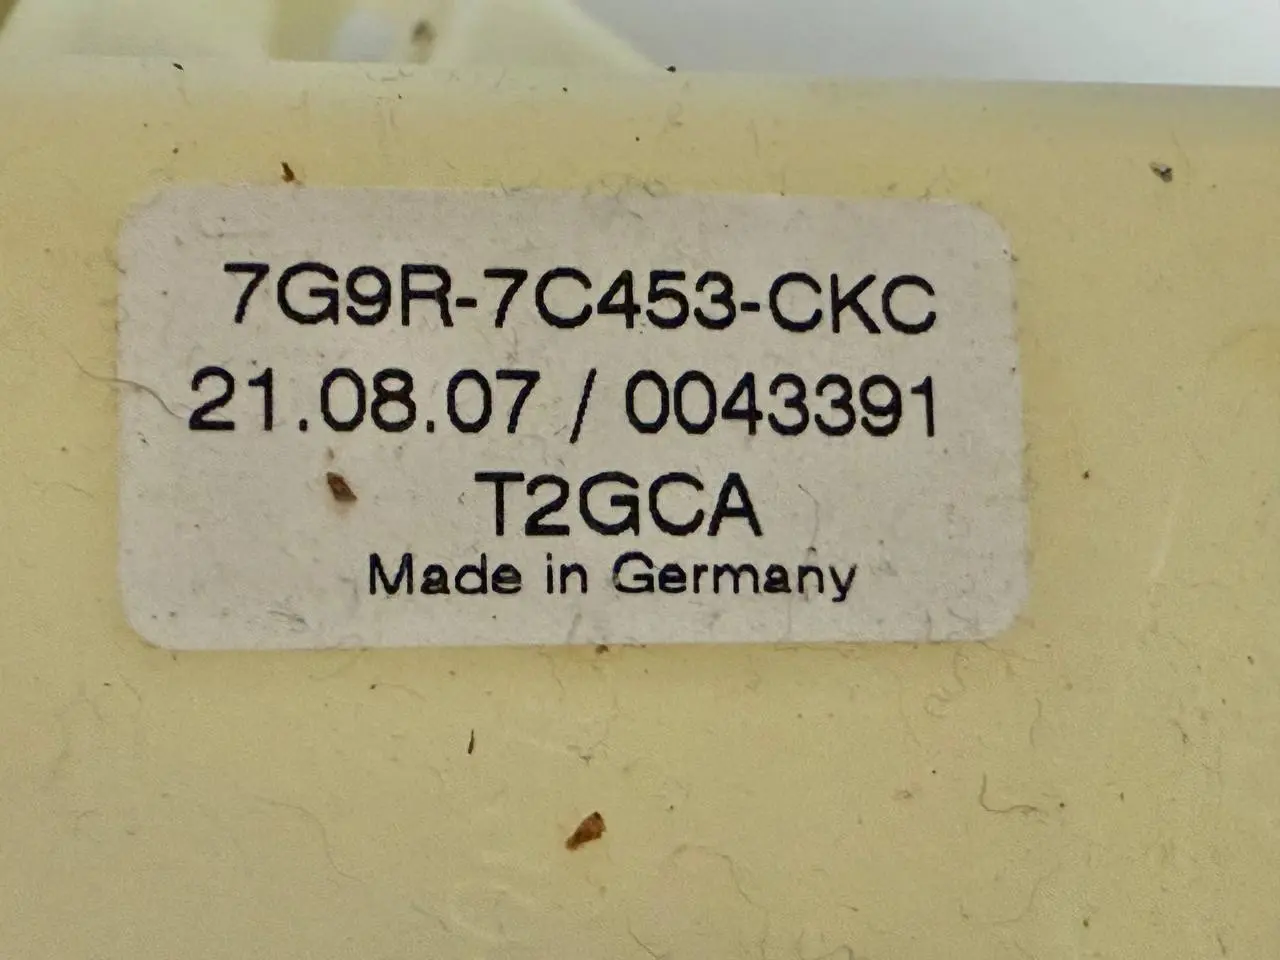 7G9R-7C453-CKC
21.08.07 / 0043391
T2GCA
Made in Germany